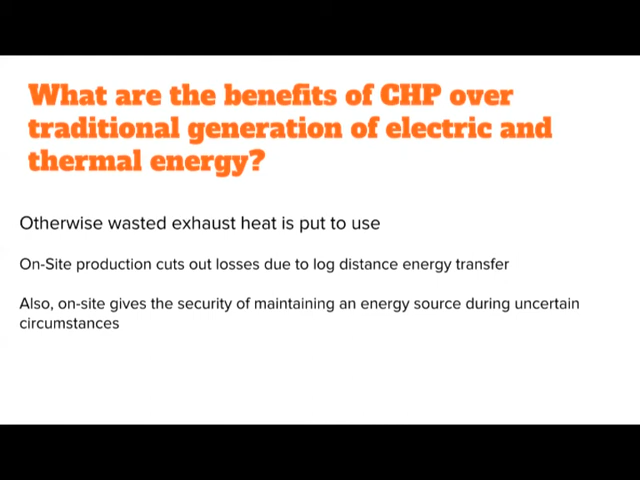 What are the benefits of CHP over
traditional generation of electric and
thermal energy?
Otherwise wasted exhaust heat is put to use
On-Site production cuts out losses due to log distance energy transfer
Also, on-site gives the security of maintaining an energy source during uncertain
circumstances